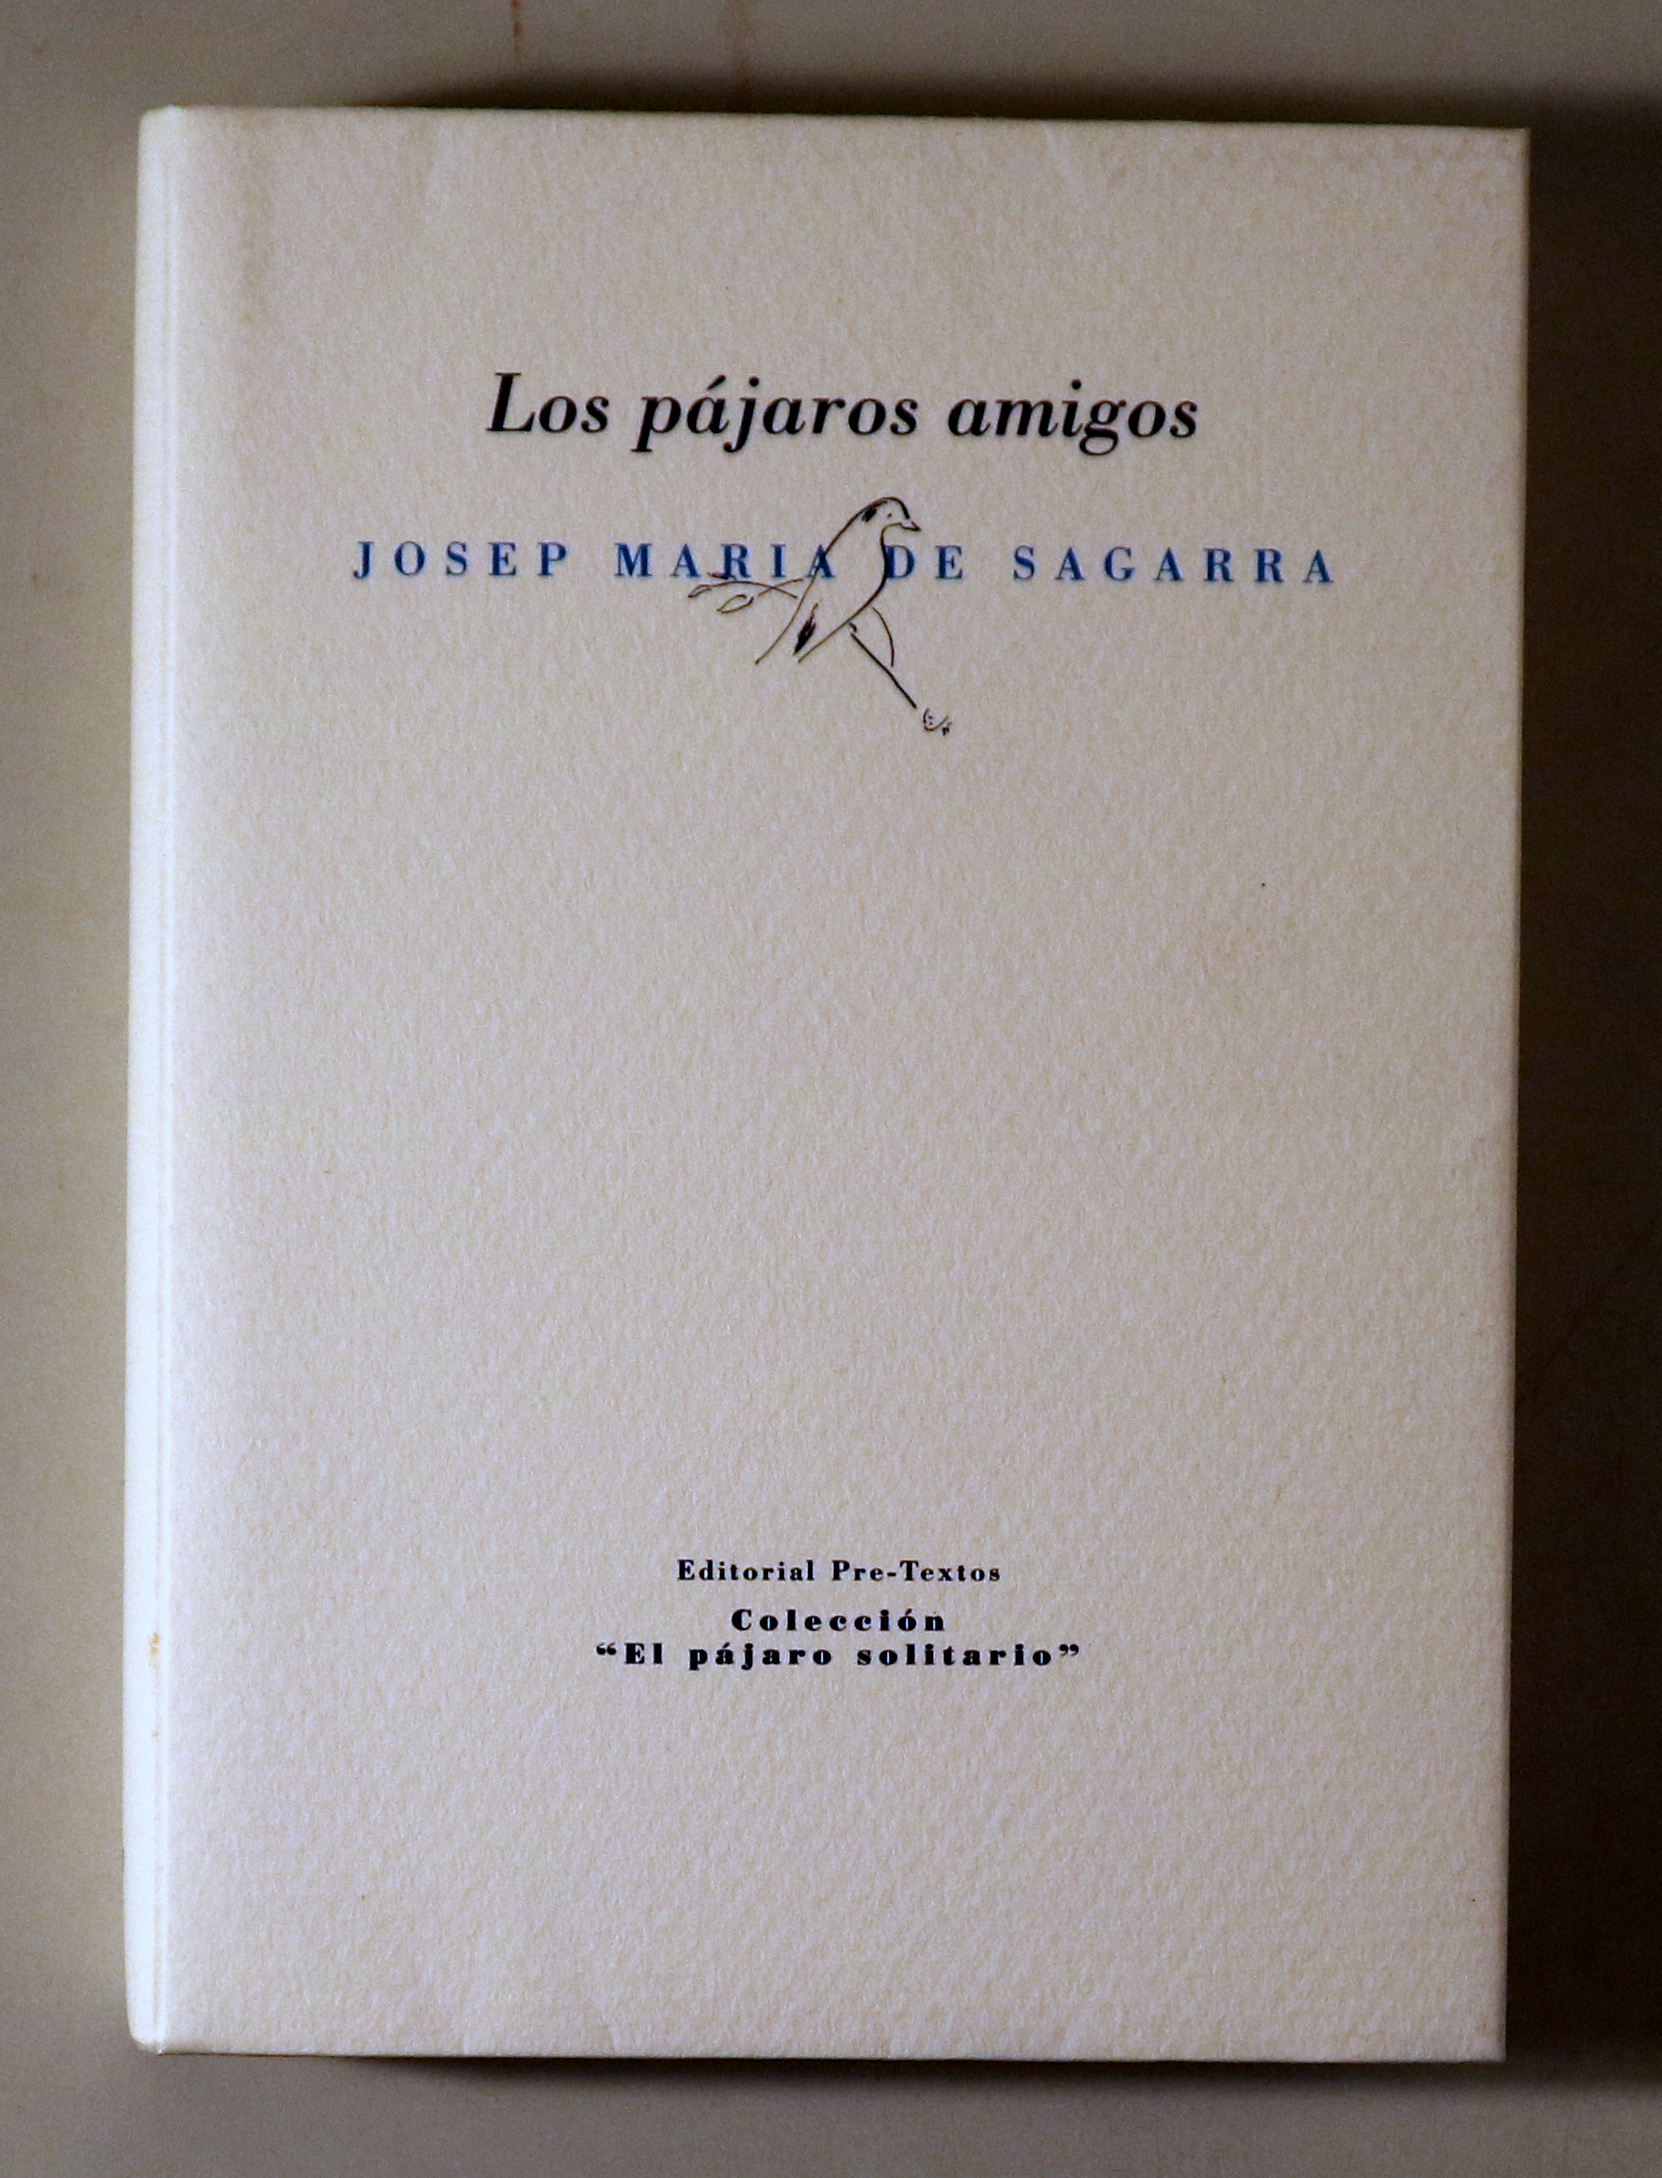 Los pájaros amigos
JOSEP MARIA DE SAGARRA
Editorial Pre-Textos
Colección
“El pájaro solitario”